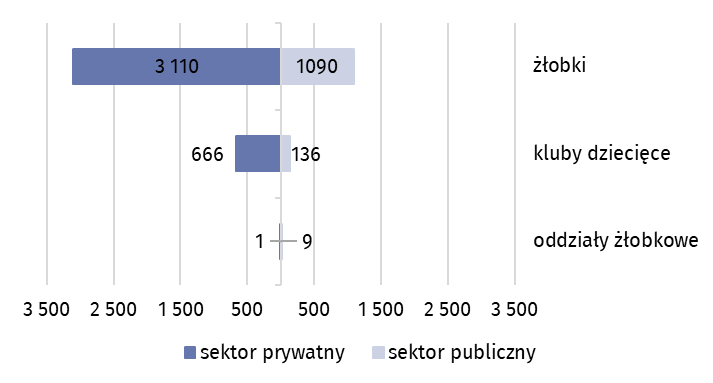 3 110 1090 żłobki
666 136 kluby dziecięce
1 9 oddziały żłobkowe
3 500 2 500 1 500 500 500 1 500 2 500 3 500
sektor prywatny sektor publiczny